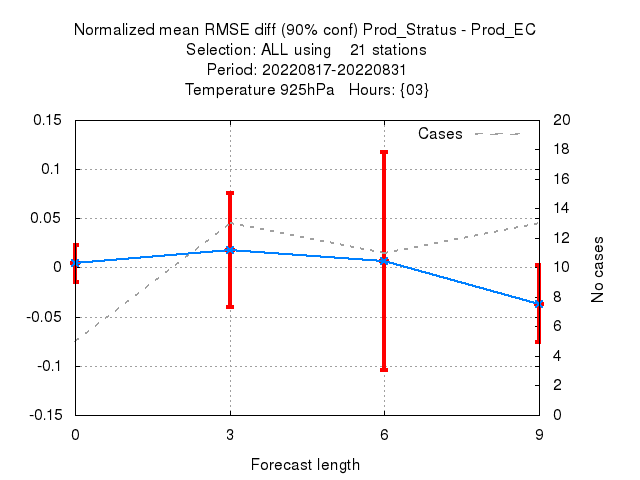 Normalized mean RMSE diff (90% conf) Prod_Stratus - Prod_EC
Selection: ALL using    21 stations
Period: 20220817-20220831
Temperature 925hPa   Hours: {03}
0.15
0.1
0.05
0
-0.05
-0.1
-0.15
Cases
20
18
16
14
12
10
8
6
4
2
0
No cases
0 3 6 9
Forecast length